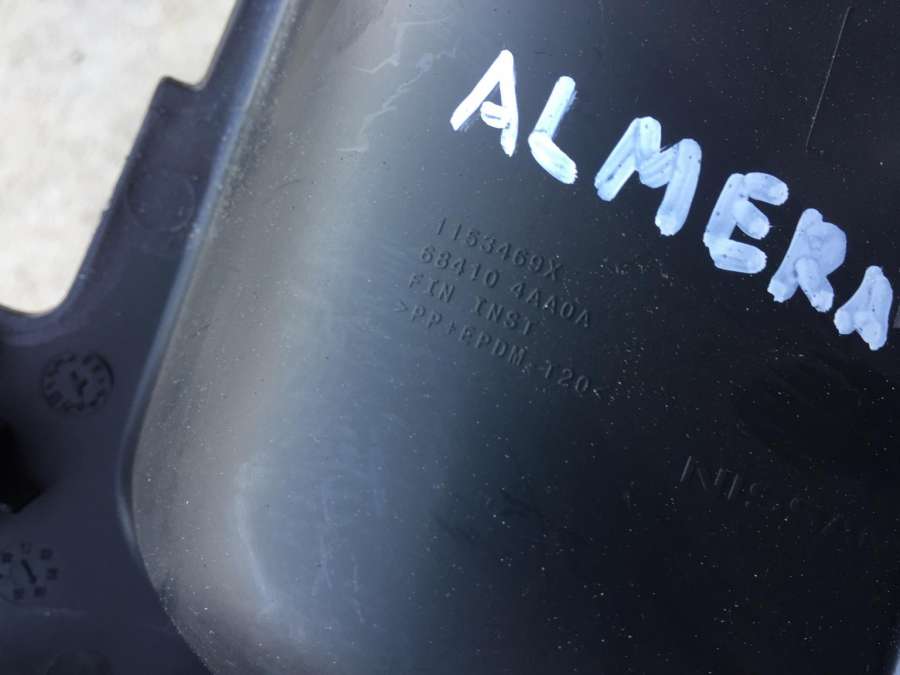 ALMERA
1153469X
68410 4AA0A
FIN INST
>PP+EPDM-T20<